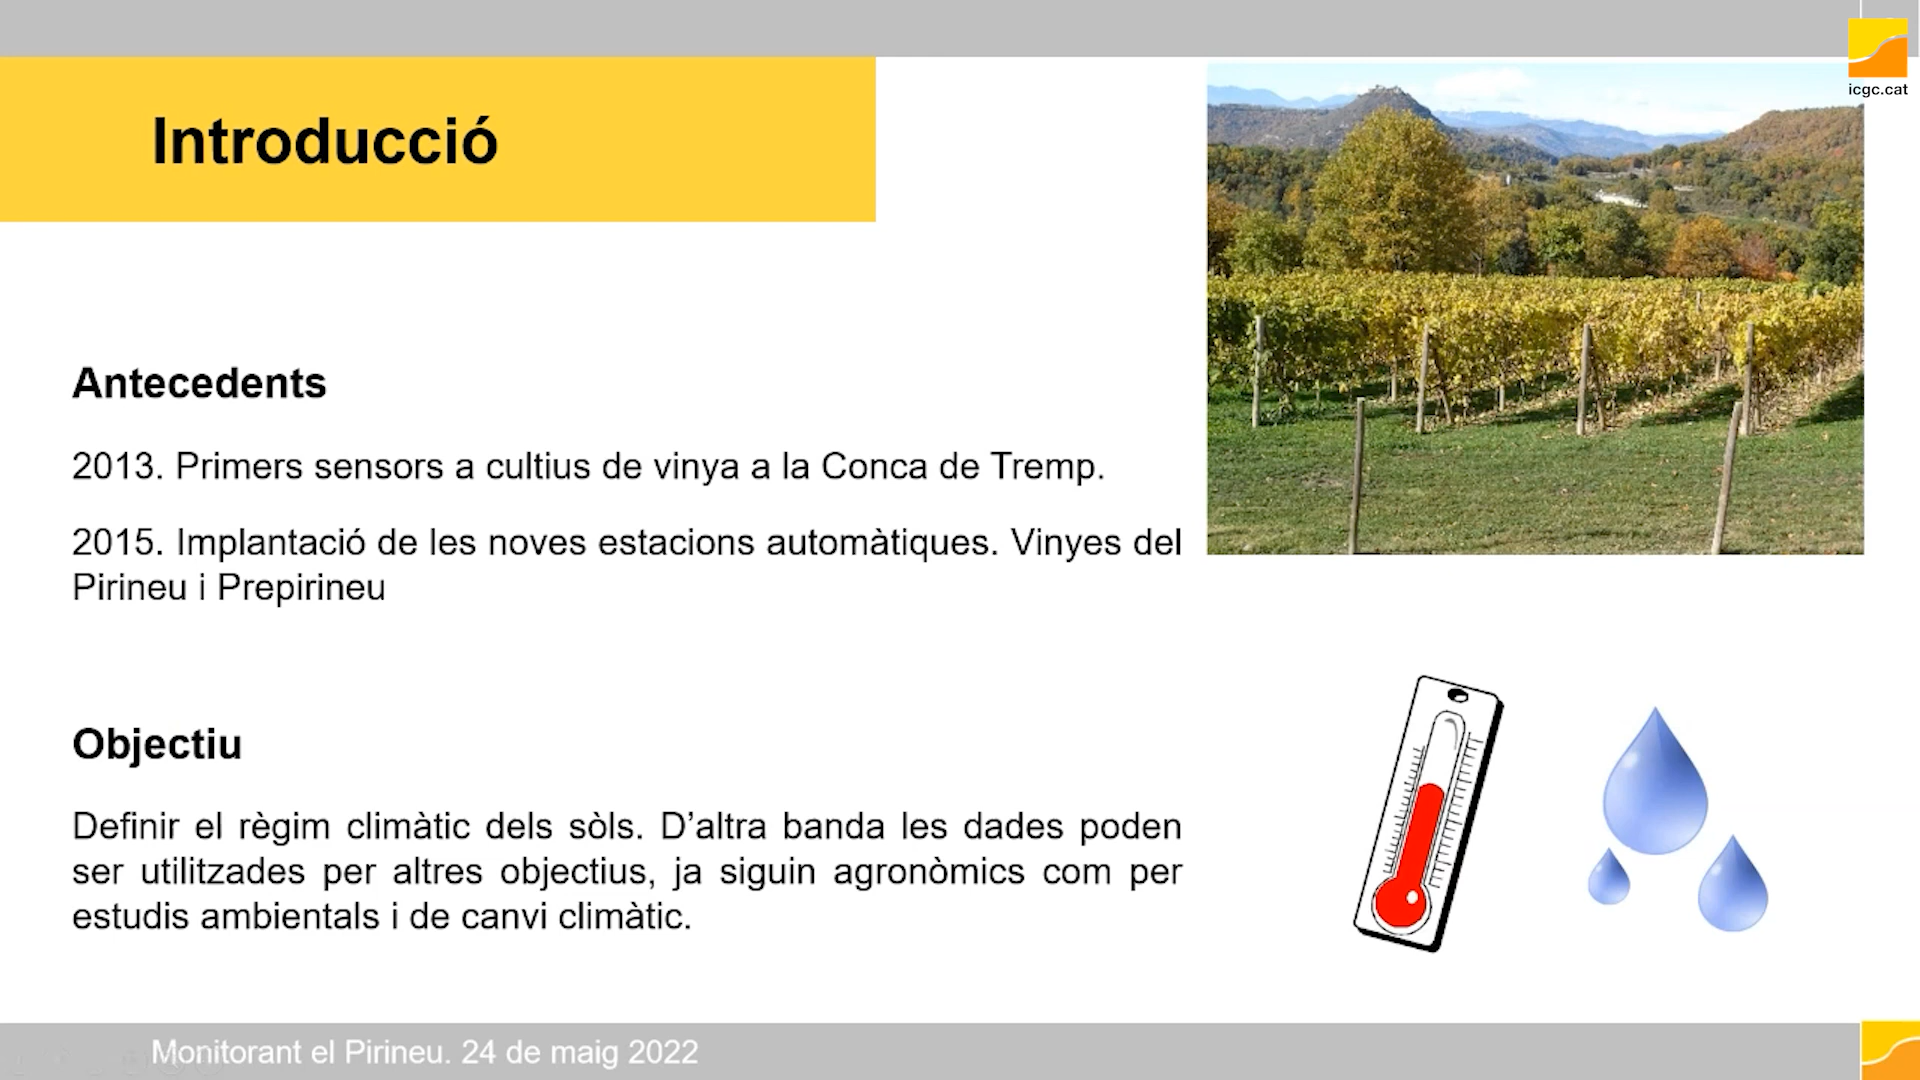 icgc.cat
Introducció
Antecedents
2013. Primers sensors a cultius de vinya a la Conca de Tremp.
2015. Implantació de les noves estacions automàtiques. Vinyes del
Pirineu i Prepirineu
Objectiu
Definir el règim climàtic dels sòls. D’altra banda les dades poden
ser utilitzades per altres objectius, ja siguin agronòmics com per
estudis ambientals i de canvi climàtic.
Monitorant el Pirineu. 24 de maig 2022